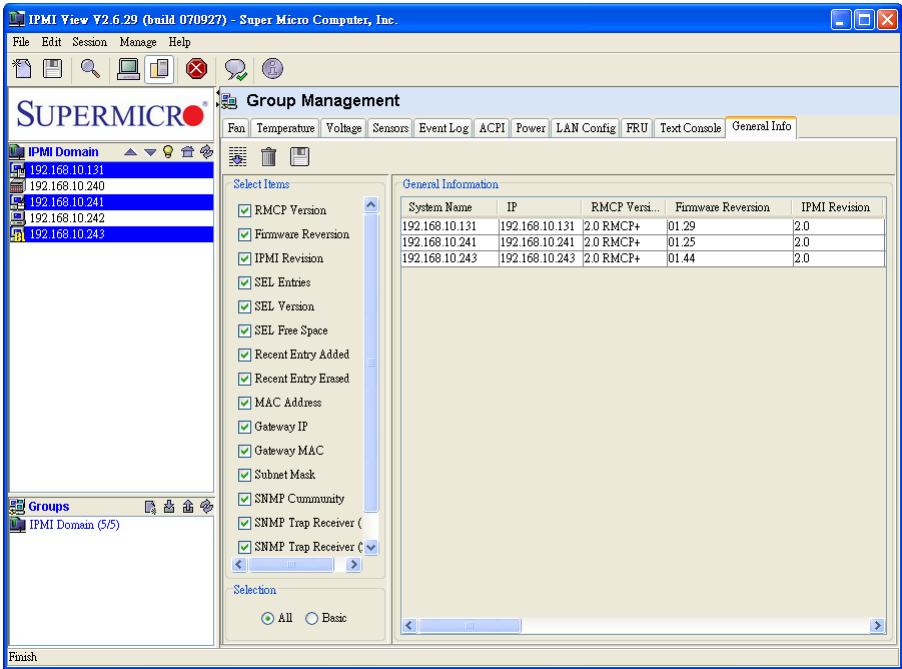 IPMI View V2.6.29 (build 070927) - Super Micro Computer, Inc.
File Edit Session Manage Help
SUPERMICRO
Group Management
Fan Temperature Voltage Sensors Event Log ACPI Power LAN Config FRU Text Console General Info
IPMI Domain
192.168.10.131
192.168.10.240
192.168.10.241
192.168.10.242
192.168.10.243
Groups
IPMI Domain (5/5)
Select Items
RMCP Version
Firmware Reversion
IPMI Revision
SEL Entries
SEL Version
SEL Free Space
Recent Entry Added
Recent Entry Erased
MAC Address
Gateway IP
Gateway MAC
Subnet Mask
SNMP Cummunity
SNMP Trap Receiver (
SNMP Trap Receiver (
Selection
All Basic
General Information
System Name IP RMCP Versi... Firmware Reversion IPMI Revision
192.168.10.131 192.168.10.131 2.0 RMCP+ 01.29 2.0
192.168.10.241 192.168.10.241 2.0 RMCP+ 01.25 2.0
192.168.10.243 192.168.10.243 2.0 RMCP+ 01.44 2.0
Finish